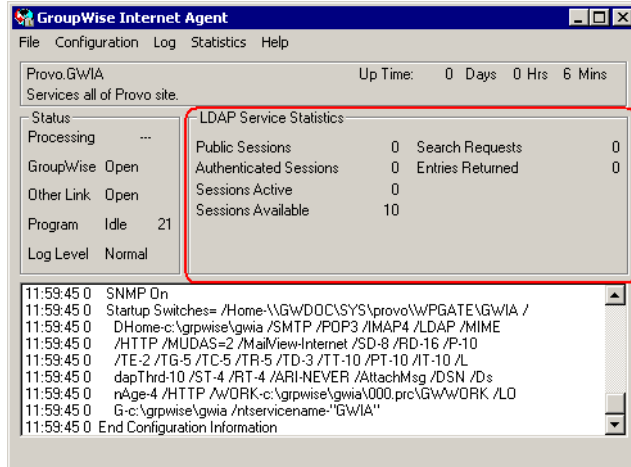 GroupWise Internet Agent
File Configuration Log Statistics Help
Provo.GWIA Up Time: 0 Days 0 Hrs 6 Mins
Services all of Provo site.
Status
Processing ---
GroupWise Open
Other Link Open
Program Idle 21
Log Level Normal
LDAP Service Statistics
Public Sessions 0 Search Requests 0
Authenticated Sessions 0 Entries Returned 0
Sessions Active 0
Sessions Available 10
11:59:45 0 SNMP On
11:59:45 0 Startup Switches= /Home-\\GWDOC\SYS\provo\WPGATE\GWIA /
11:59:45 0 DHome-c:\grpwise\gwia /SMTP /POP3 /IMAP4 /LDAP /MIME
11:59:45 0 /HTTP /MUDAS=2 /MailView-Internet /SD-8 /RD-16 /P-10
11:59:45 0 /TE-2 /TG-5 /TC-5 /TR-5 /TD-3 /TT-10 /PT-10 /IT-10 /L
11:59:45 0 dapThrd-10 /ST-4 /RT-4 /ARI-NEVER /AttachMsg /DSN /Ds
11:59:45 0 nAge-4 /HTTP /WORK-c:\grpwise\gwia\000.prc\GWWORK /LO
11:59:45 0 G-c:\grpwise\gwia /ntservicename-"GWIA"
11:59:45 0 End Configuration Information